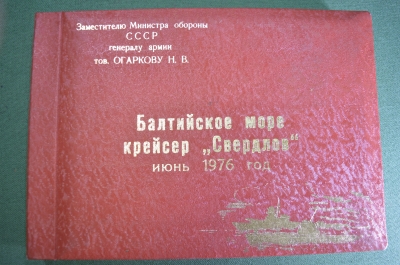 Заместителю Министра обороны
СССР
генералу армии
тов. ОГАРКОВУ Н. В.
Балтийское море
крейсер „Свердлов"
ИЮНЬ 1976 ГОД